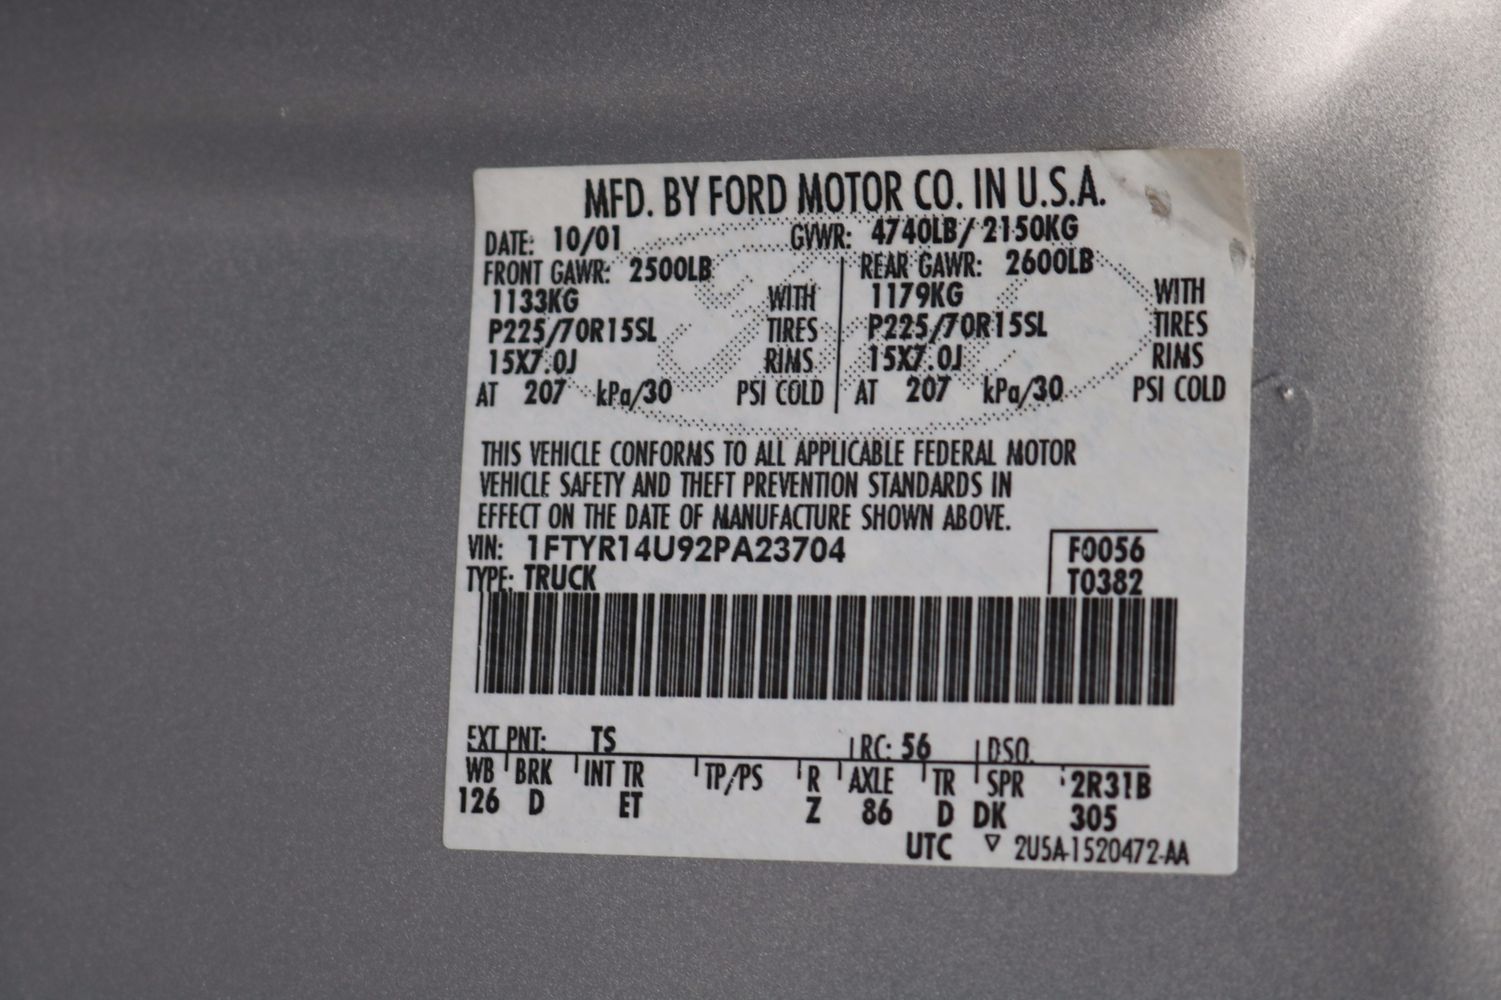 MFD. BY FORD MOTOR CO. IN U.S.A.
DATE: 10/01 GVWR: 4740LB/ 2150KG
FRONT GAWR: 2500LB REAR GAWR: 2600LB
1133KG WITH 1179KG WITH
P225/70R15SL TIRES P225/70R15SL TIRES
15X7.0J RIMS 15X7.0J RIMS
AT 207 kPa/30 PSI COLD AT 207 kPa/30 PSI COLD
THIS VEHICLE CONFORMS TO ALL APPLICABLE FEDERAL MOTOR
VEHICLE SAFETY AND THEFT PREVENTION STANDARDS IN
EFFECT ON THE DATE OF MANUFACTURE SHOWN ABOVE.
VIN: 1FTYR14U92PA23704 F0056
TYPE: TRUCK T0382
EXT PNT: TS RC: 56 DSO
WB BRK INT TR TP/PS R AXLE TR SPR 2R31B
126 D ET Z 86 D DK 305
UTC ▽ 2U5A-1520472-AA